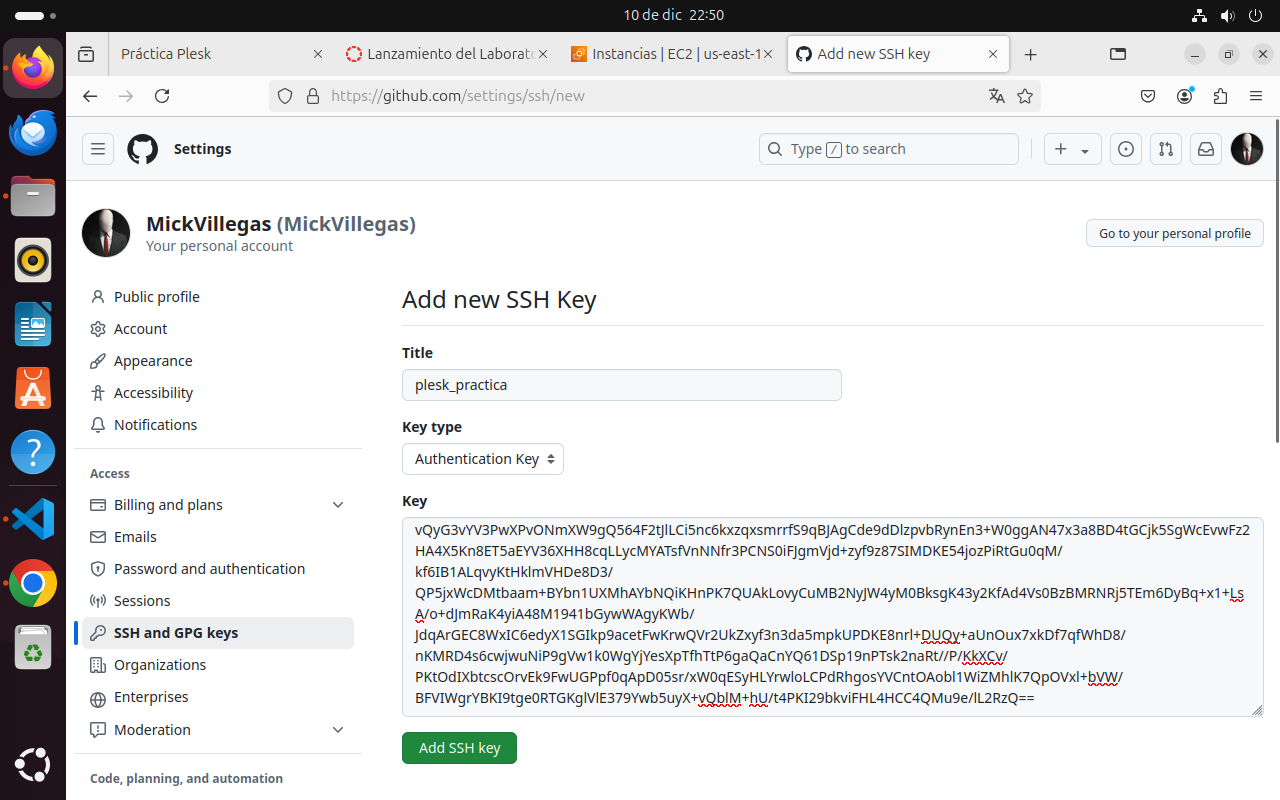 10 de dic 22:50
Práctica Plesk
Lanzamiento del Laborato
Instancias | EC2 | us-east-1
Add new SSH key
https://github.com/settings/ssh/new
Settings
Type / to search
MickVillegas (MickVillegas)
Your personal account
Go to your personal profile
Public profile
Account
Appearance
Accessibility
Notifications
Access
Billing and plans
Emails
Password and authentication
Sessions
SSH and GPG keys
Organizations
Enterprises
Moderation
Code, planning, and automation
Add new SSH Key
Title
plesk_practica
Key type
Authentication Key
Key
vQyG3vYV3PwXPvONmXW9gQ564F2tJlLCi5nc6kxzqxsmrrfS9qBJAgCde9dDlzpvbRynEn3+W0ggAN47x3a8BD4tGCjk5SgWcEvwFz2
HA4X5Kn8ET5aEYV36XHH8cqLLycMYATsfVnNNfr3PCNS0iFJgmVjd+zyf9z87SIMDKE54jozPiRtGu0qM/
kf6IB1ALqvyKtHklmVHDe8D3/
QP5jxWcDMtbaam+BYbn1UXMhAYbNQiKHnPK7QUAkLovyCuMB2NyJW4yM0BksgK43y2KfAd4Vs0BzBMRNRj5TEm6DyBq+x1+Ls
A/o+dJmRaK4yiA48M1941bGywWAgyKWb/
JdqArGEC8WxIC6edyX1SGIkp9acetFwKrwQVr2UkZxyf3n3da5mpkUPDKE8nrl+DUQy+aUnOux7xkDf7qfWhD8/
nKMRD4s6cwjwuNiP9gVw1k0WgYjYesXpTfhTtP6gaQaCnYQ61DSp19nPTsk2naRt//P/KkXCv/
PKtOdIXbtcscOrvEk9FwUGPpf0qApD05sr/xW0qESyHLYrwloLCPdRhgosYVCntOAobl1WiZMhlK7QpOVxl+bVW/
BFVIWgrYBKI9tge0RTGKglVlE379Ywb5uyX+vQblM+hU/t4PKI29bkviFHL4HCC4QMu9e/lL2RzQ==
Add SSH key